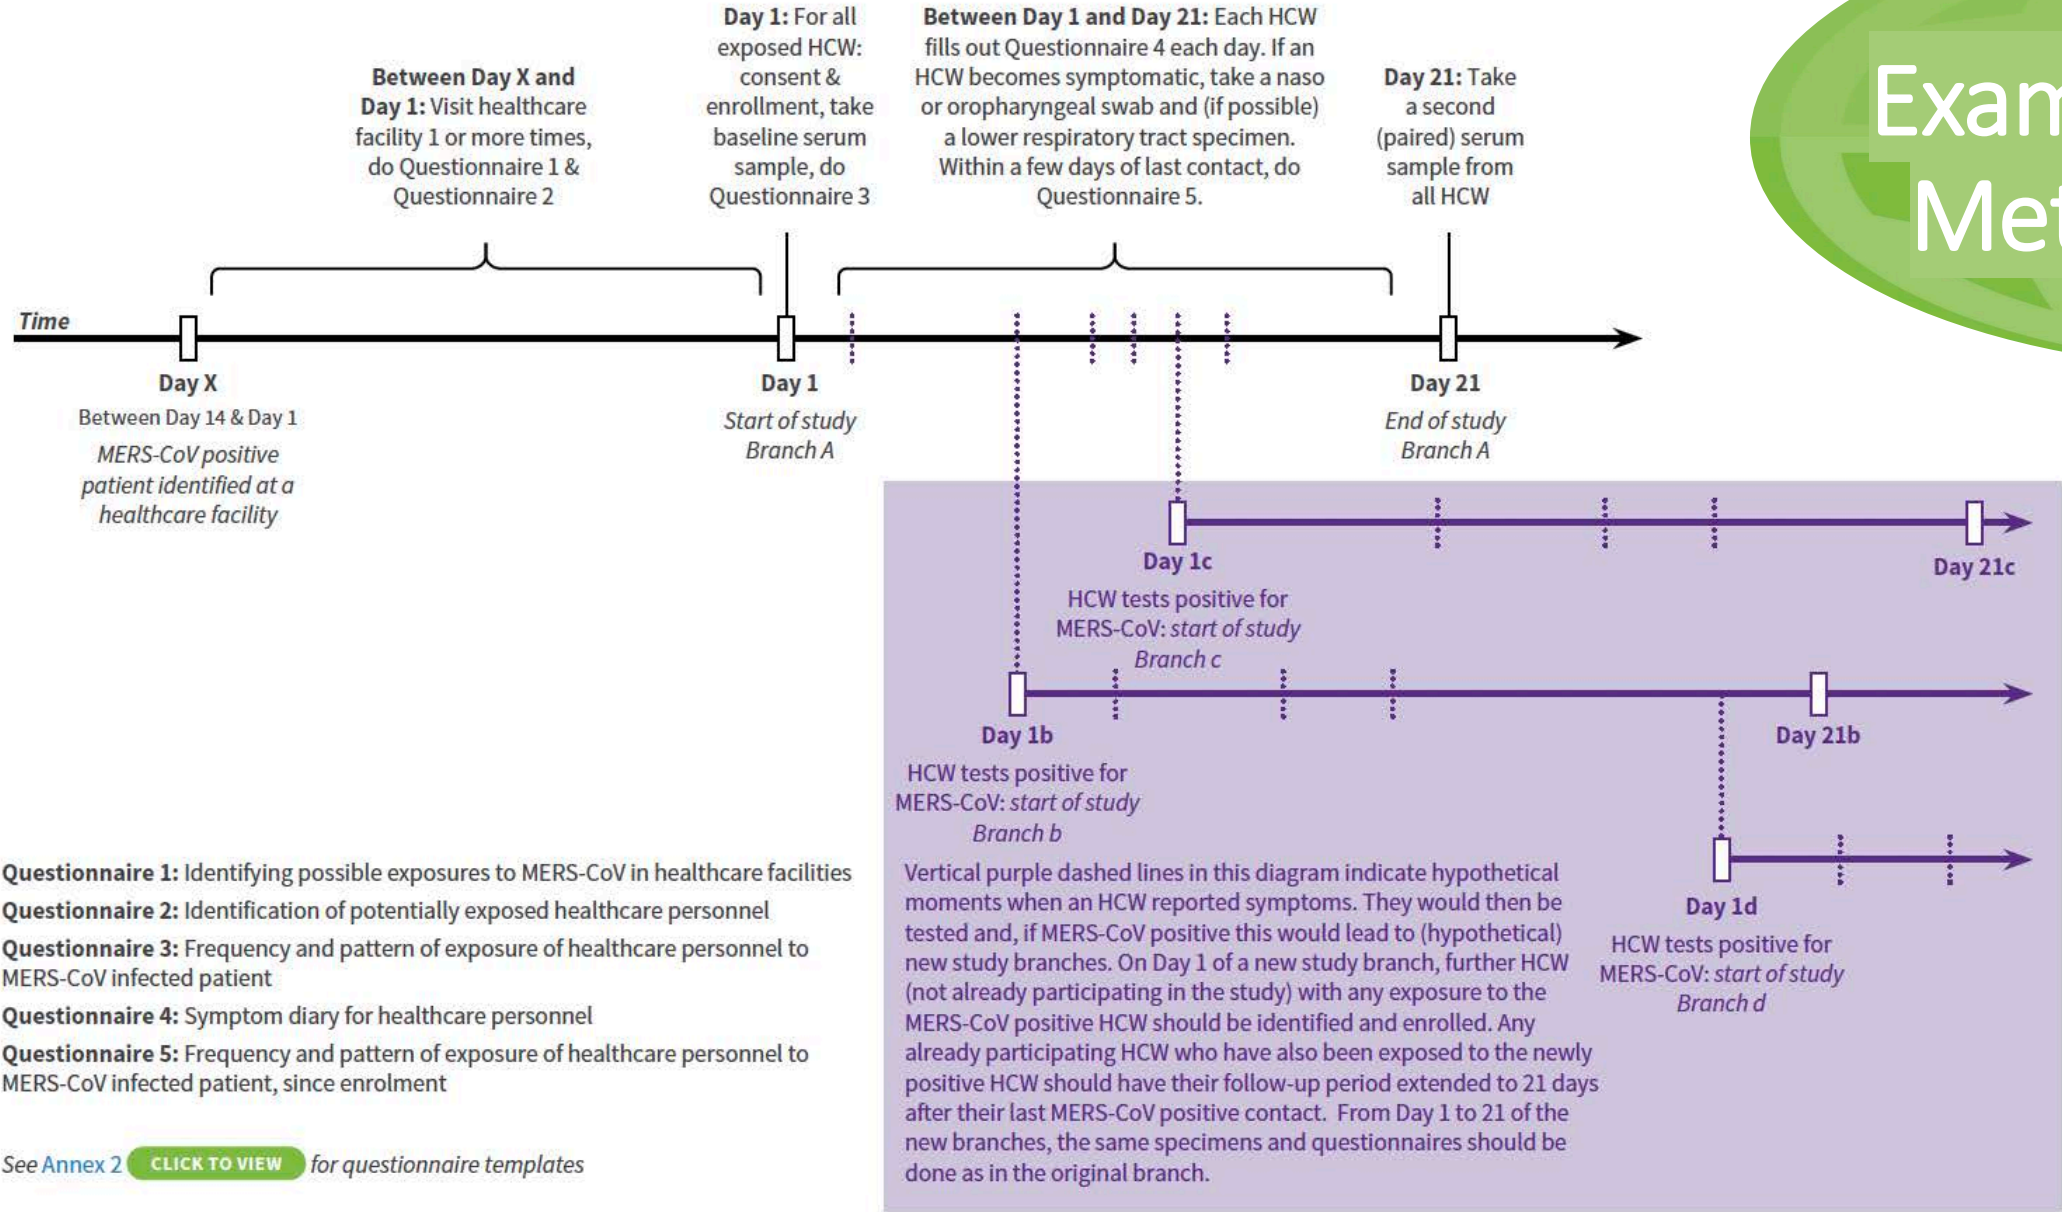 Between Day X and
Day 1: Visit healthcare
facility 1 or more times,
do Questionnaire 1 &
Questionnaire 2
Day 1: For all
exposed HCW:
consent &
enrollment, take
baseline serum
sample, do
Questionnaire 3
Between Day 1 and Day 21: Each HCW
fills out Questionnaire 4 each day. If an
HCW becomes symptomatic, take a naso
or oropharyngeal swab and (if possible)
a lower respiratory tract specimen.
Within a few days of last contact, do
Questionnaire 5.
Day 21: Take
a second
(paired) serum
sample from
all HCW
Exam
Met
Time
Day X
Between Day 14 & Day 1
MERS-CoV positive
patient identified at a
healthcare facility
Day 1
Start of study
Branch A
Day 21
End of study
Branch A
Day 1c
HCW tests positive for
MERS-CoV: start of study
Branch c
Day 21c
Day 1b
HCW tests positive for
MERS-CoV: start of study
Branch b
Day 21b
Day 1d
HCW tests positive for
MERS-CoV: start of study
Branch d
Vertical purple dashed lines in this diagram indicate hypothetical
moments when an HCW reported symptoms. They would then be
tested and, if MERS-CoV positive this would lead to (hypothetical)
new study branches. On Day 1 of a new study branch, further HCW
(not already participating in the study) with any exposure to the
MERS-CoV positive HCW should be identified and enrolled. Any
already participating HCW who have also been exposed to the newly
positive HCW should have their follow-up period extended to 21 days
after their last MERS-CoV positive contact. From Day 1 to 21 of the
new branches, the same specimens and questionnaires should be
done as in the original branch.
Questionnaire 1: Identifying possible exposures to MERS-CoV in healthcare facilities
Questionnaire 2: Identification of potentially exposed healthcare personnel
Questionnaire 3: Frequency and pattern of exposure of healthcare personnel to
MERS-CoV infected patient
Questionnaire 4: Symptom diary for healthcare personnel
Questionnaire 5: Frequency and pattern of exposure of healthcare personnel to
MERS-CoV infected patient, since enrolment
See Annex 2 CLICK TO VIEW for questionnaire templates